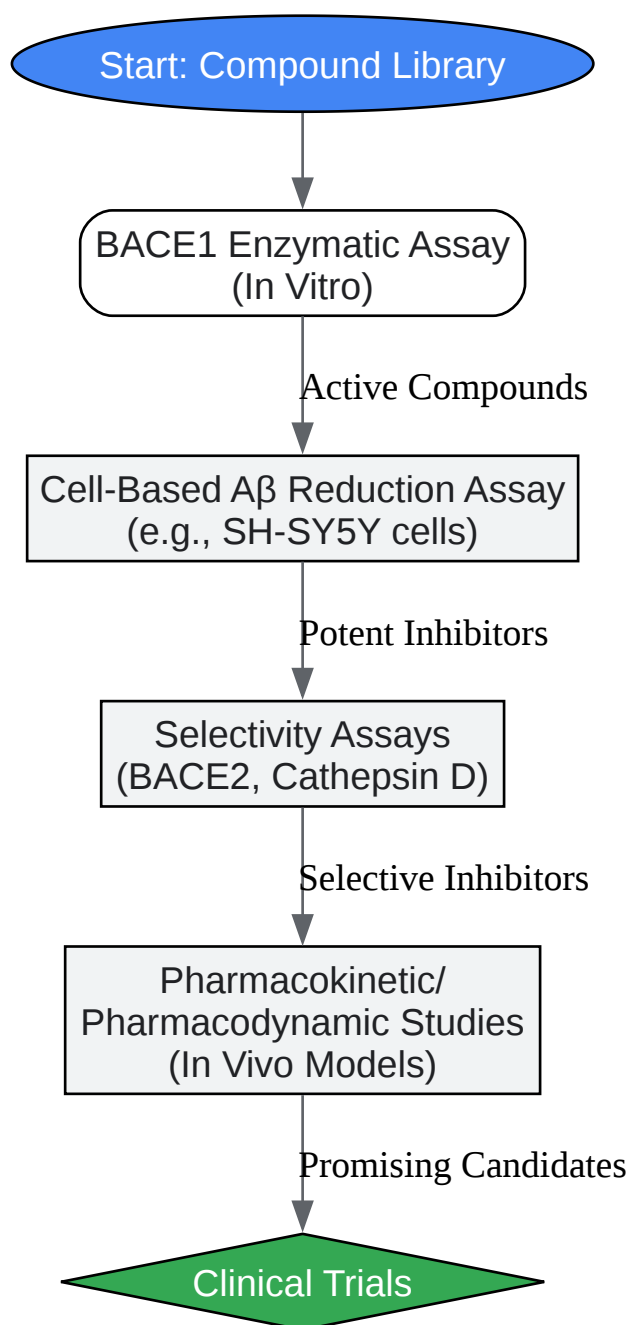 Start: Compound Library
BACE1 Enzymatic Assay
(In Vitro)
Active Compounds
Cell-Based Aβ Reduction Assay
(e.g., SH-SY5Y cells)
Potent Inhibitors
Selectivity Assays
(BACE2, Cathepsin D)
Selective Inhibitors
Pharmacokinetic/
Pharmacodynamic Studies
(In Vivo Models)
Promising Candidates
Clinical Trials